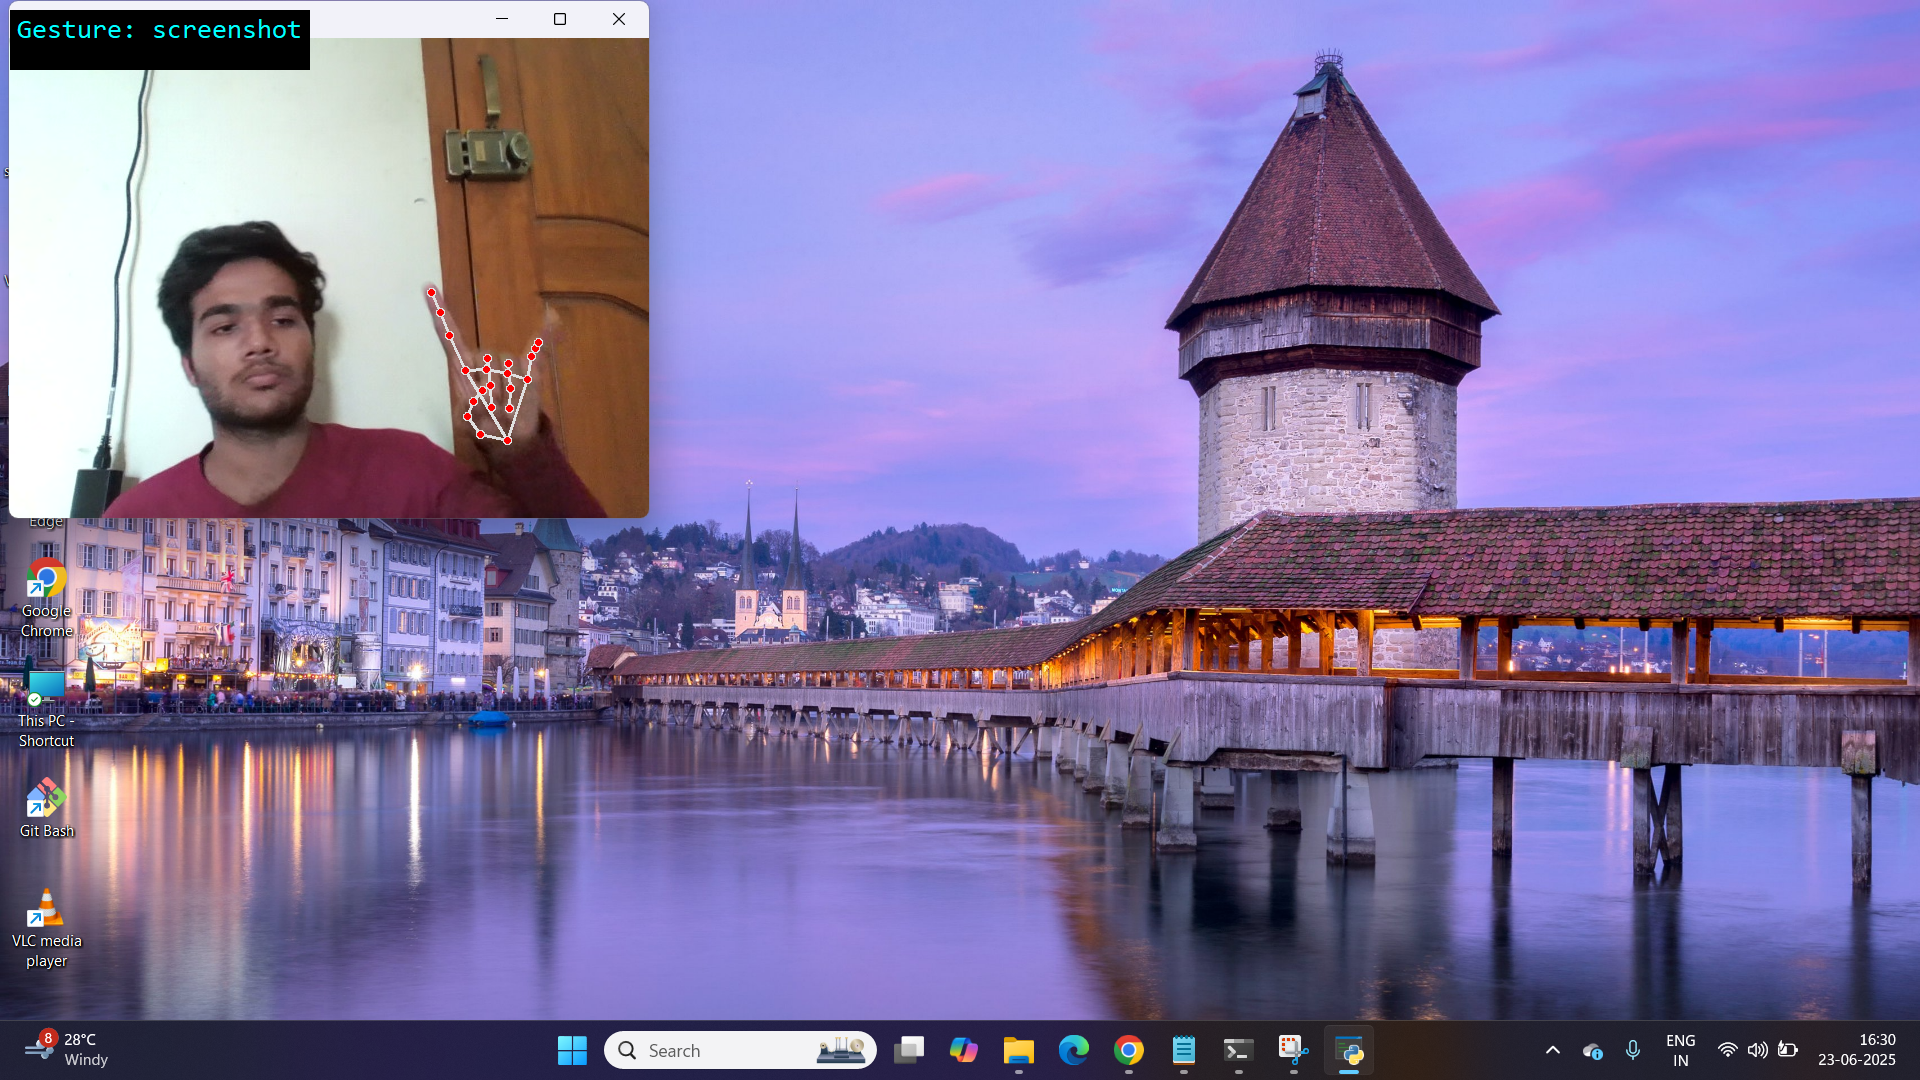 Gesture: screenshot
Edge
Google
Chrome
This PC -
Shortcut
Git Bash
VLC media
player
8
28°C
Windy
Search
ENG
IN
16:30
23-06-2025